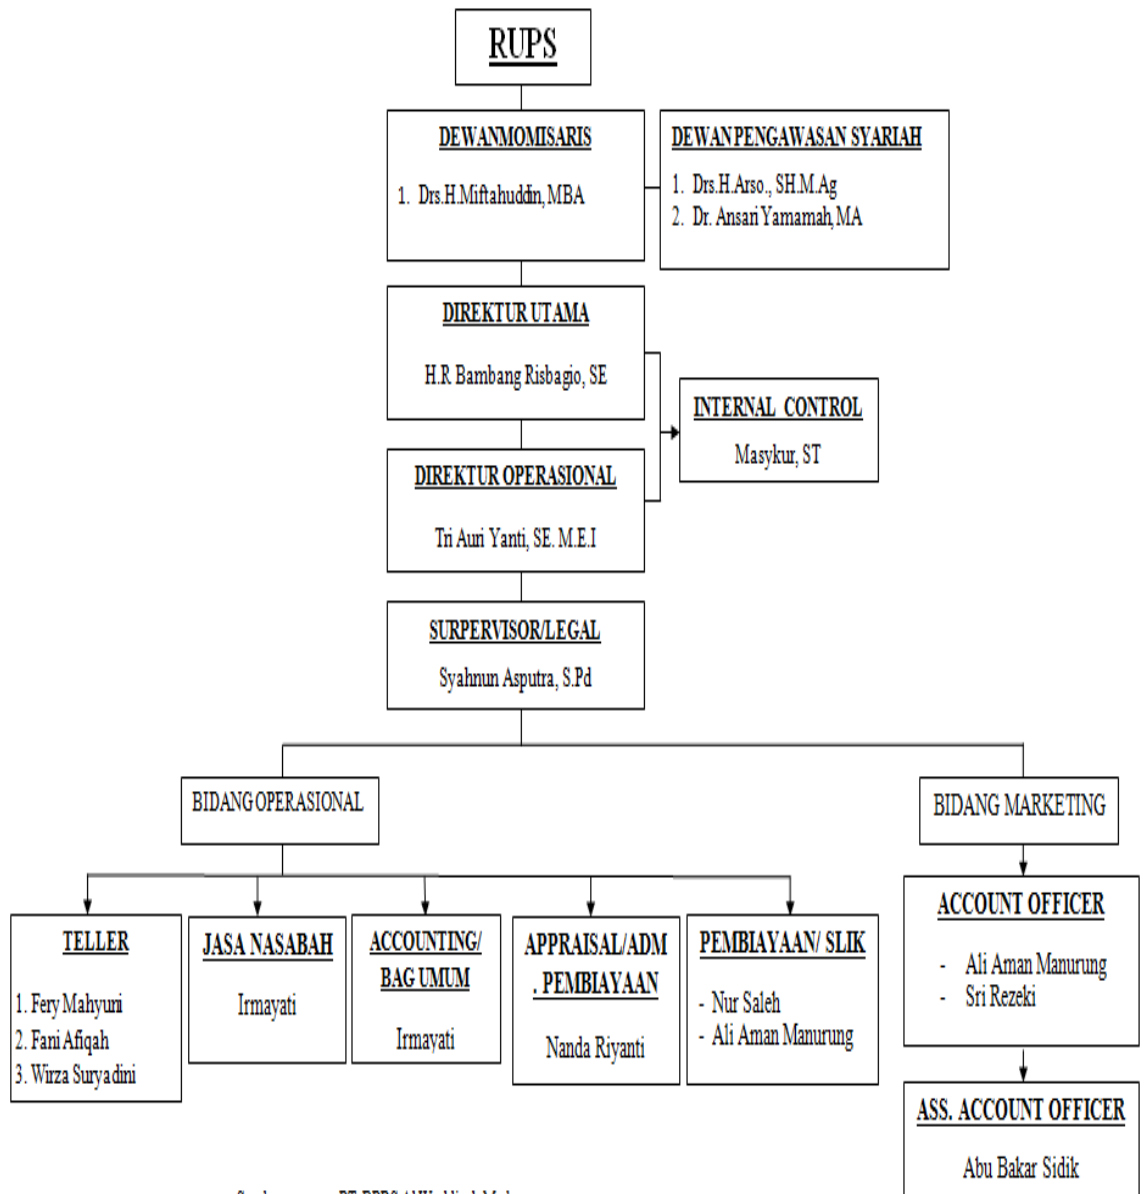 RUPS
DEWANMOMISARIS
1. Drs.H.Miftahuddin, MBA
DEWAN PENGAWASAN SYARIAH
1. Drs.H.Arso., SH.M.Ag
2. Dr. Ansari Yamamah, MA
DIREKTUR UTAMA
H.R Bambang Risbagio, SE
INTERNAL CONTROL
Masykur, ST
DIREKTUR OPERASIONAL
Tri Auri Yanti, SE. M.E.I
SURPERVISOR/LEGAL
Syahnun Asputra, S.Pd
BIDANG OPERASIONAL
BIDANG MARKETING
TELLER
1. Fery Mahyuni
2. Fani Afiqah
3. Wirza Suryadini
JASA NASABAH
Irmayati
ACCOUNTING/
BAG UMUM
Irmayati
APPRAISAL/ADM
. PEMBIAYAAN
Nanda Riyanti
PEMBIAYAAN/ SLIK
- Nur Saleh
- Ali Aman Manurung
ACCOUNT OFFICER
- Ali Aman Manurung
- Sri Rezeki
ASS. ACCOUNT OFFICER
Abu Bakar Sidik